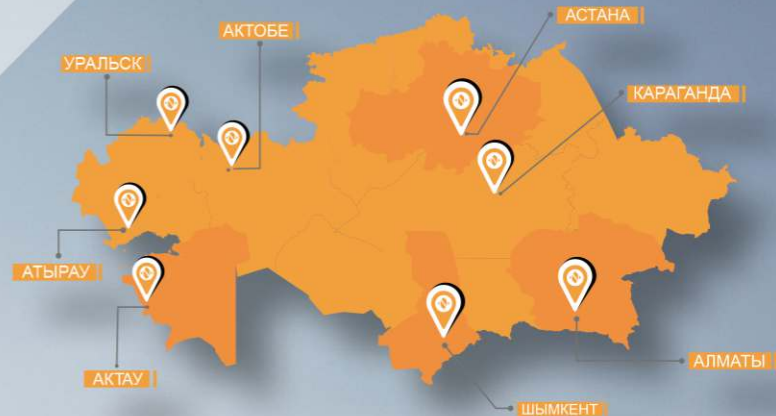 АСТАНА
АКТОБЕ
УРАЛЬСК
КАРАГАНДА
АТЫРАУ
АЛМАТЫ
АКТАУ
ШЫМКЕНТ